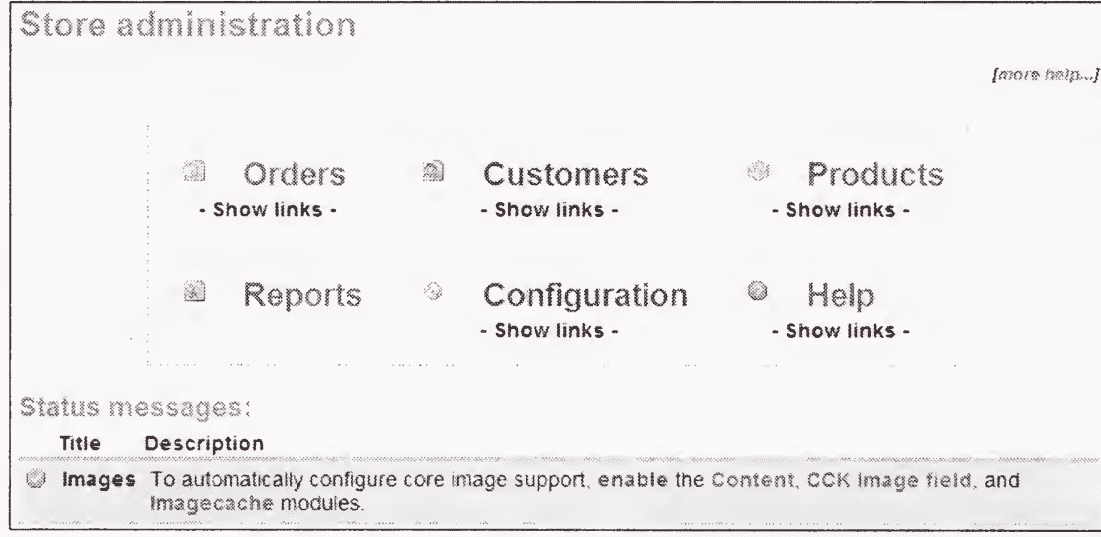 Store administration
[more help...]
Orders Customers Products
- Show links - - Show links - - Show links -
Reports Configuration Help
- Show links - - Show links -
Status messages:
Title Description
Images To automatically configure core image support, enable the Content, CCK Image field, and
Imagecache modules.